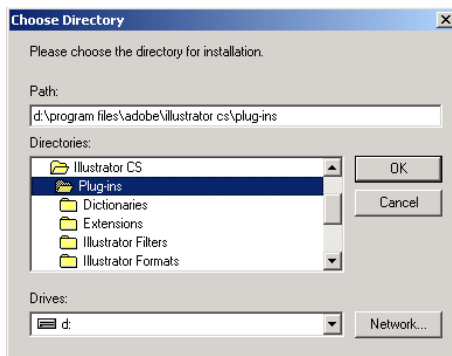 Choose Directory
Please choose the directory for installation.
Path:
d:\program files\adobe\illustrator cs\plug-ins
Directories:
Illustrator CS
Plug-ins
Dictionaries
Extensions
Illustrator Filters
Illustrator Formats
OK
Cancel
Drives:
d:
Network...